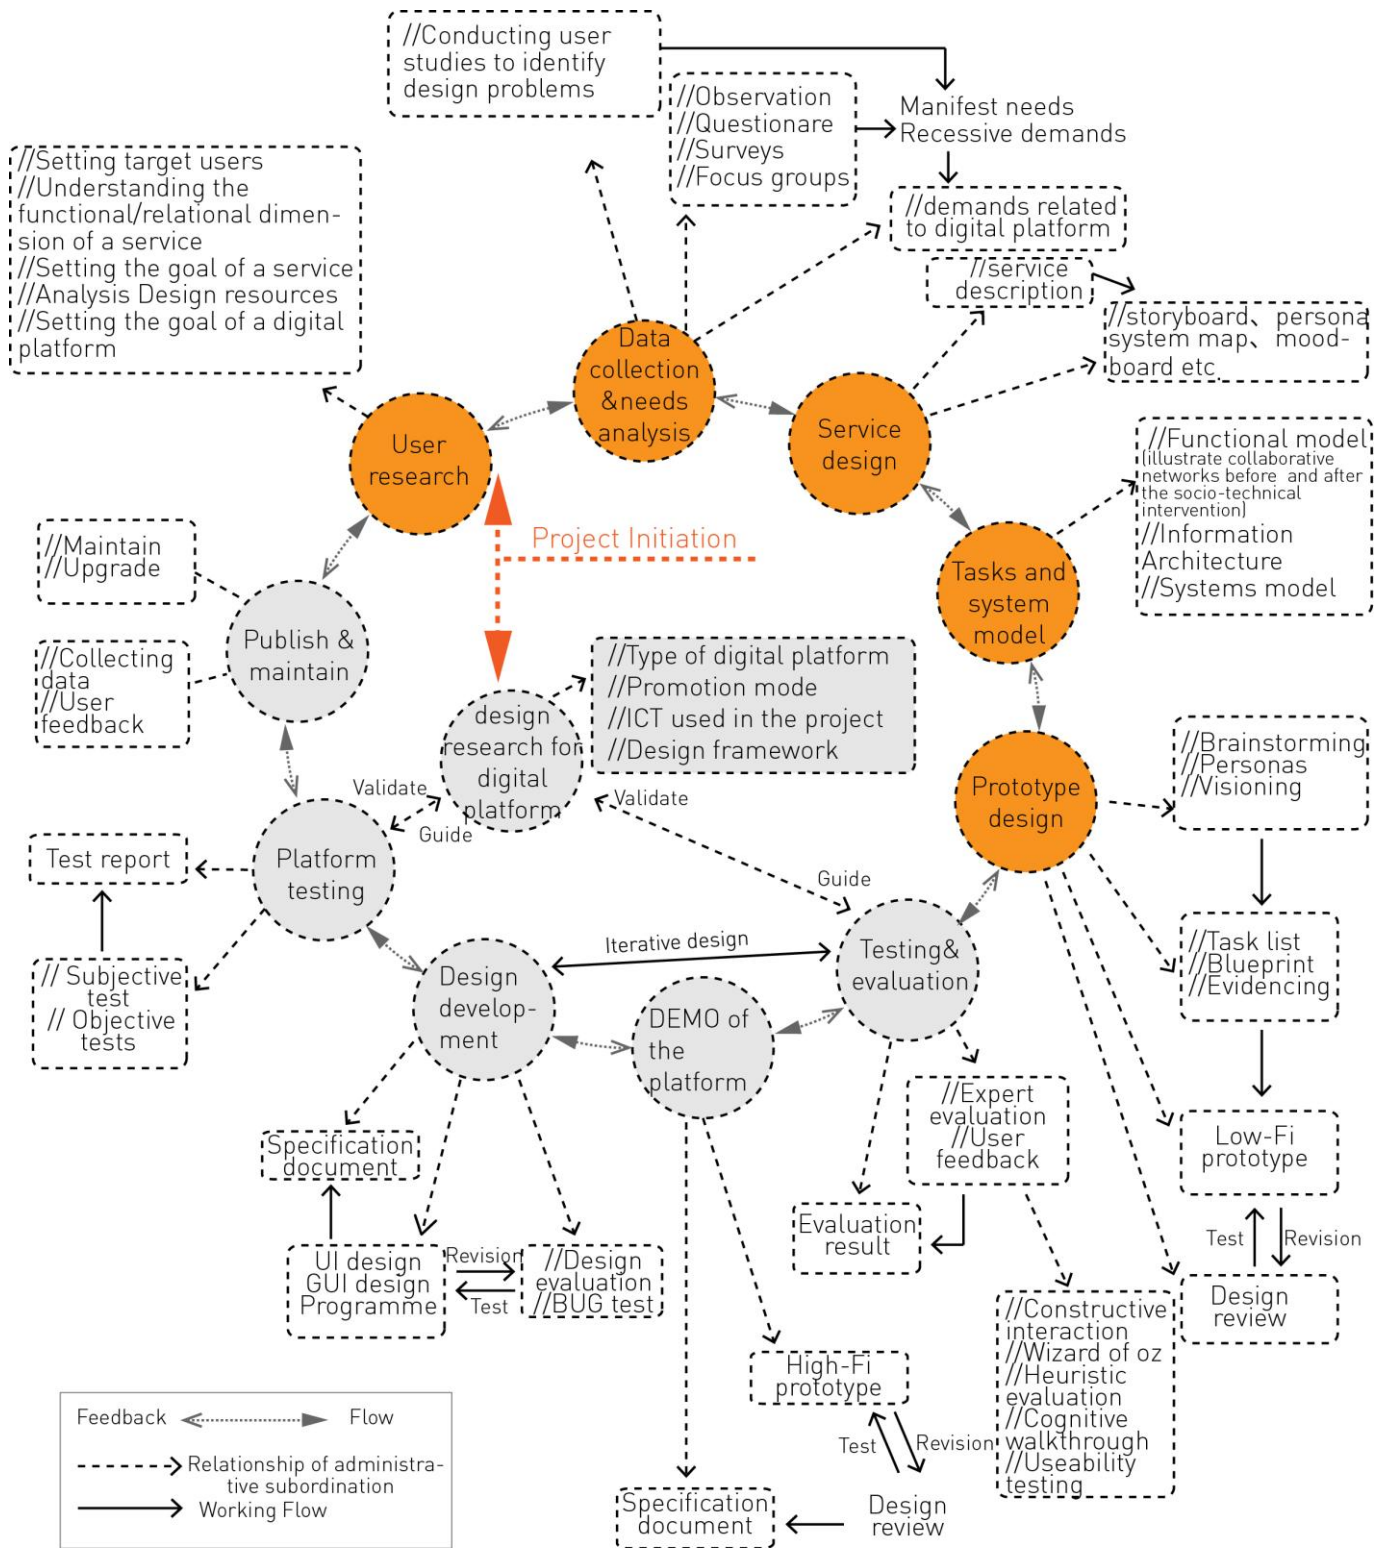 //Conducting user
studies to identify
design problems
//Observation
//Questionare
//Surveys
//Focus groups
Manifest needs
Recessive demands
//demands related
to digital platform
//service
description
//storyboard、persona
system map、mood-
board etc.
//Setting target users
//Understanding the
functional/relational dimen-
sion of a service
//Setting the goal of a service
//Analysis Design resources
//Setting the goal of a digital
platform
Data
collection
&needs
analysis
User
research
Service
design
//Functional model
(illustrate collaborative
networks before and after
the socio-technical
intervention)
//Information
Architecture
//Systems model
Project Initiation
Tasks and
system
model
//Maintain
//Upgrade
Publish &
maintain
//Collecting
data
//User
feedback
//Type of digital platform
//Promotion mode
//ICT used in the project
//Design framework
design
research for
digital
platform
Prototype
design
//Brainstorming
//Personas
//Visioning
Validate
Guide
Validate
Guide
Test report
Platform
testing
// Subjective
test
// Objective
tests
Iterative design
Testing&
evaluation
//Task list
//Blueprint
//Evidencing
Design
develop-
ment
DEMO of
the
platform
//Expert
evaluation
//User
feedback
Low-Fi
prototype
Specification
document
Evaluation
result
Test
Revision
UI design
GUI design
Programme
Revision
Test
//Design
evaluation
//BUG test
Design
review
//Constructive
interaction
//Wizard of oz
//Heuristic
evaluation
//Cognitive
walkthrough
//Useability
testing
High-Fi
prototype
Test
Revision
Specification
document
Design
review
Feedback
Flow
Relationship of administra-
tive subordination
Working Flow